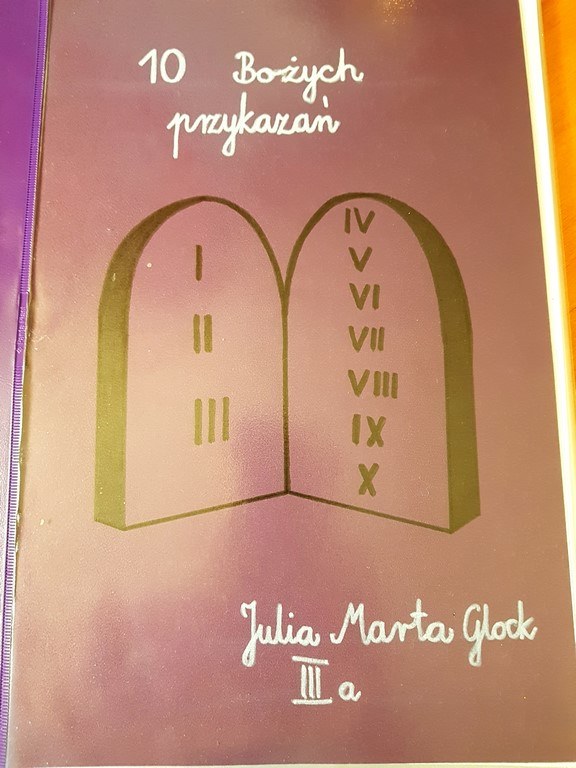 10 Bożych
przykazań
I
II
III
IV
V
VI
VII
VIII
IX
X
Julia Marta Glock
III a